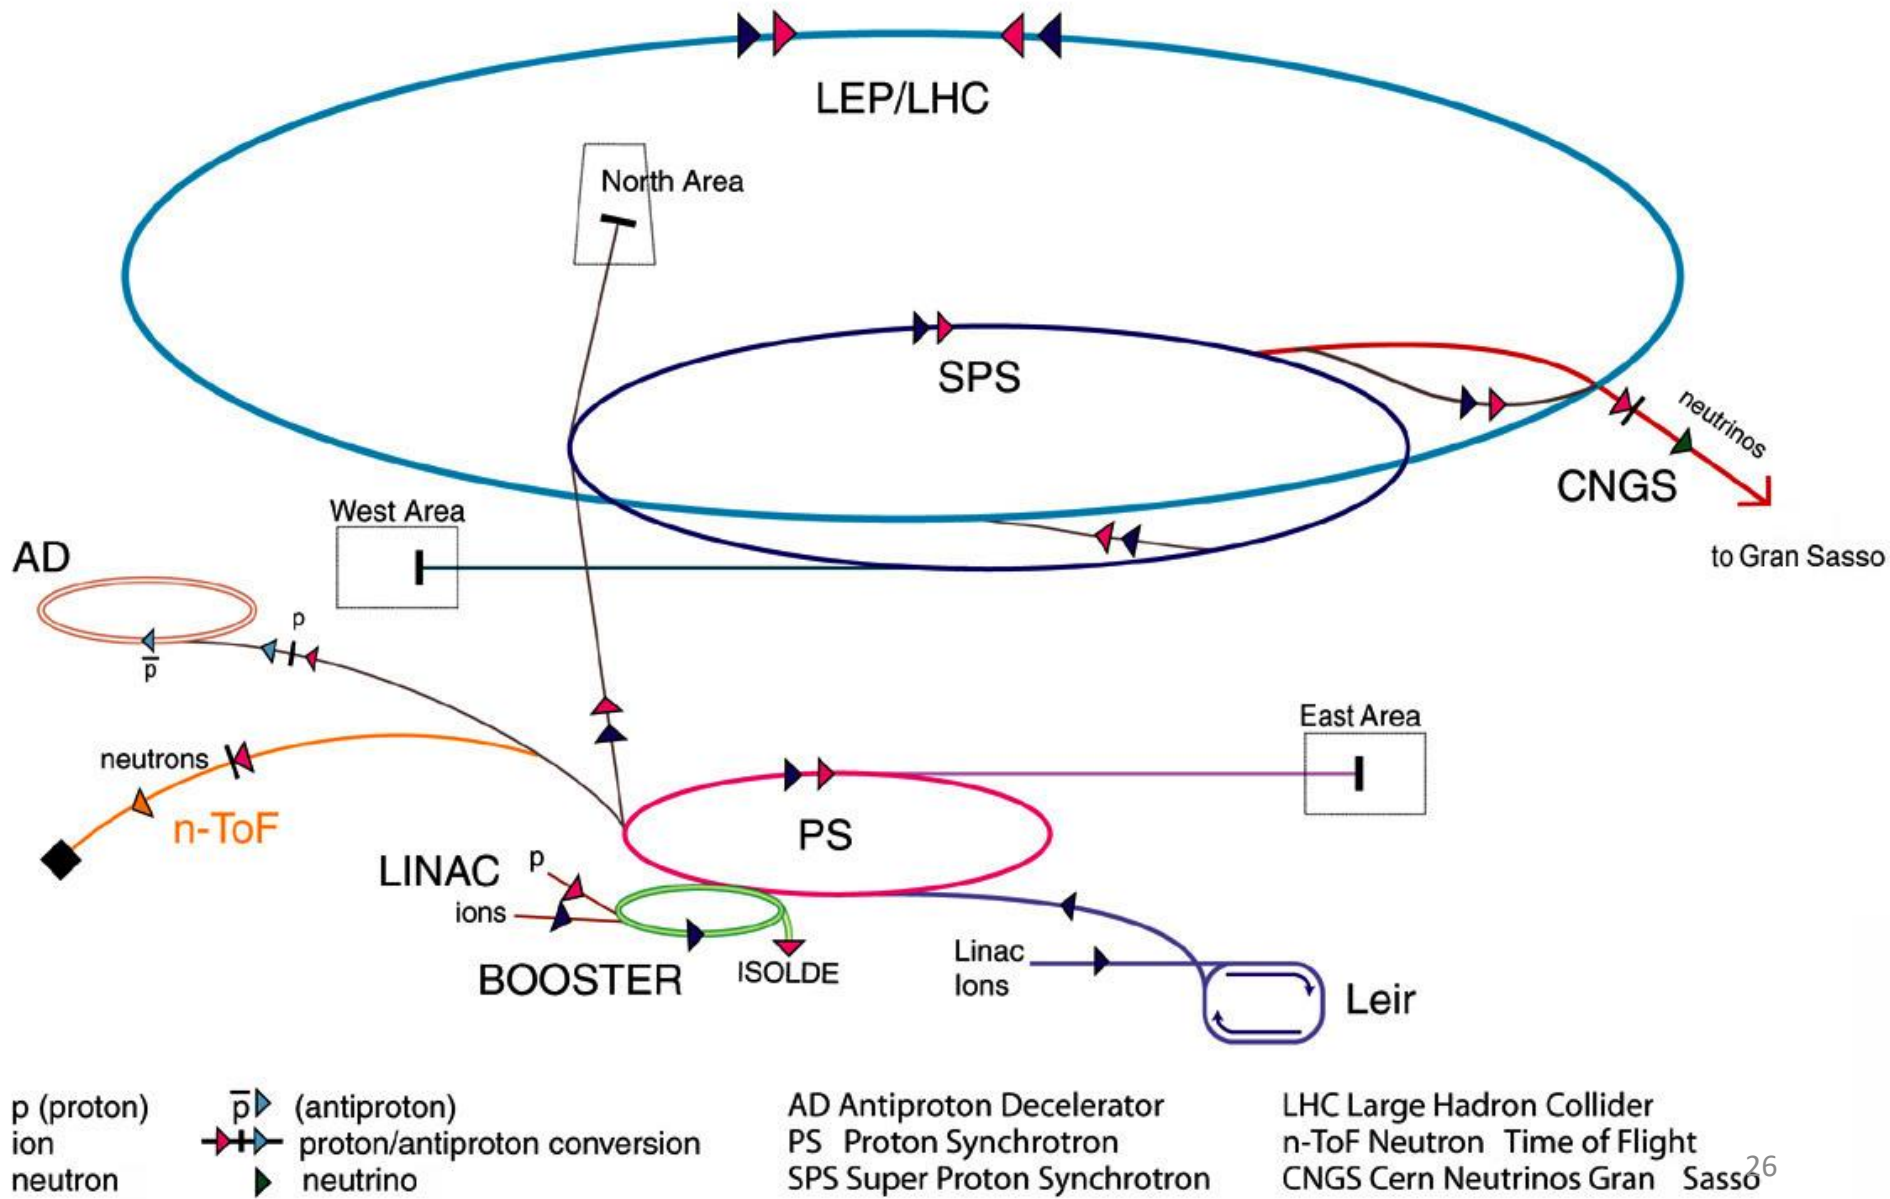 LEP/LHC
North Area
SPS
neutrinos
CNGS
to Gran Sasso
West Area
AD
p
p̅
neutrons
n-ToF
East Area
PS
LINAC
p
ions
BOOSTER
ISOLDE
Linac
Ions
Leir
p (proton)
ion
neutron
p̅ (antiproton)
proton/antiproton conversion
neutrino
AD Antiproton Decelerator
PS Proton Synchrotron
SPS Super Proton Synchrotron
LHC Large Hadron Collider
n-ToF Neutron Time of Flight
CNGS Cern Neutrinos Gran Sasso
26